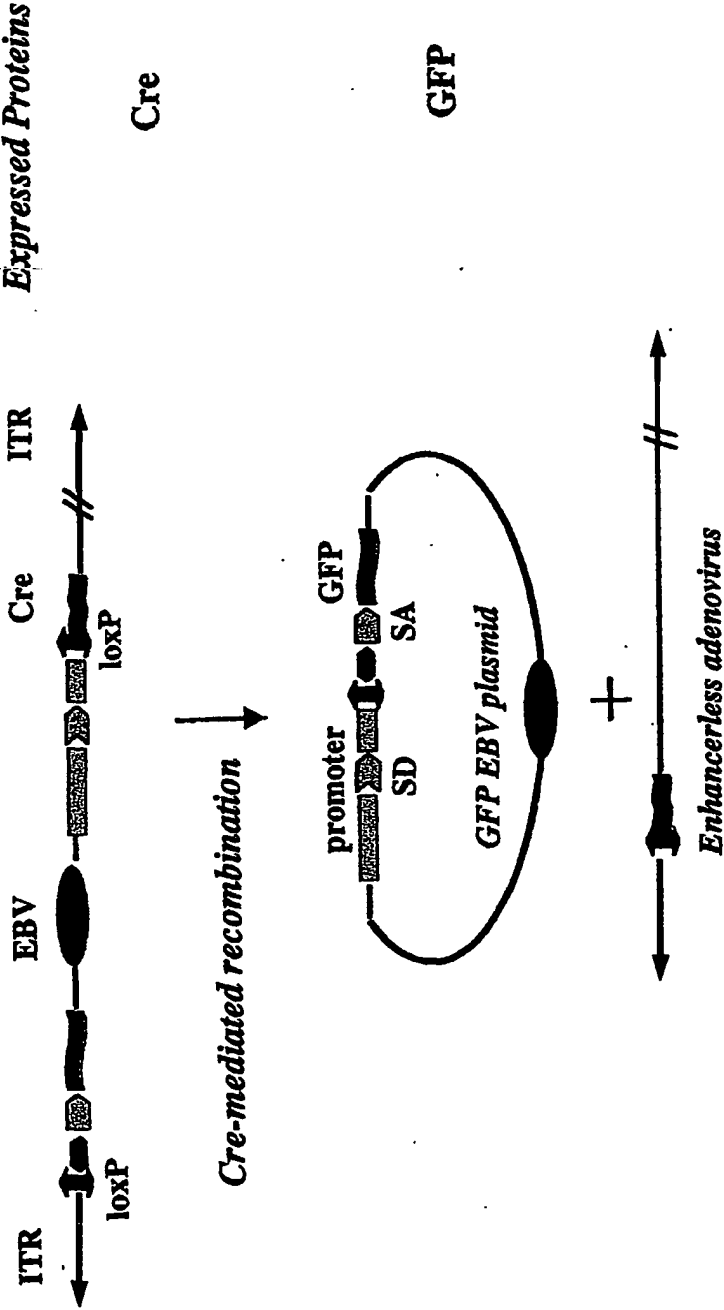 Expressed Proteins
ITR EBV Cre ITR
loxP loxP
Cre
Cre-mediated recombination
promoter GFP
SD SA
GFP
GFP EBV plasmid
+
Enhancerless adenovirus